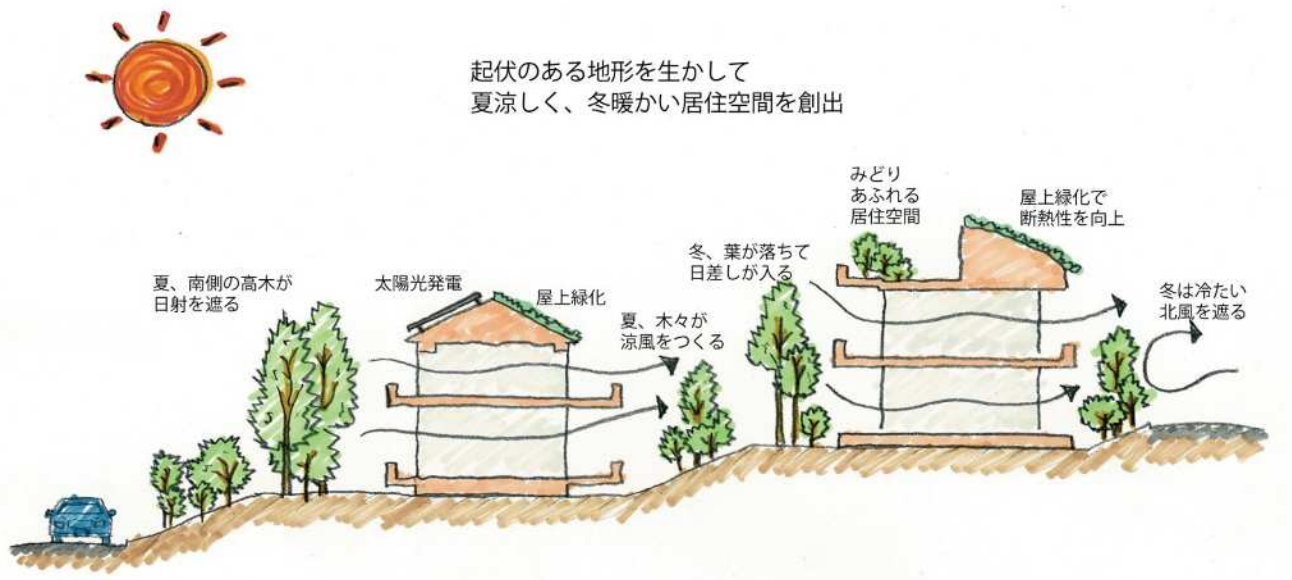 起伏のある地形を生かして
夏涼しく、冬暖かい居住空間を創出
みどり
あふれる
居住空間
屋上緑化で
断熱性を向上
冬、葉が落ちて
日差しが入る
夏、南側の高木が
日射を遮る
太陽光発電
屋上緑化
夏、木々が
涼風をつくる
冬は冷たい
北風を遮る